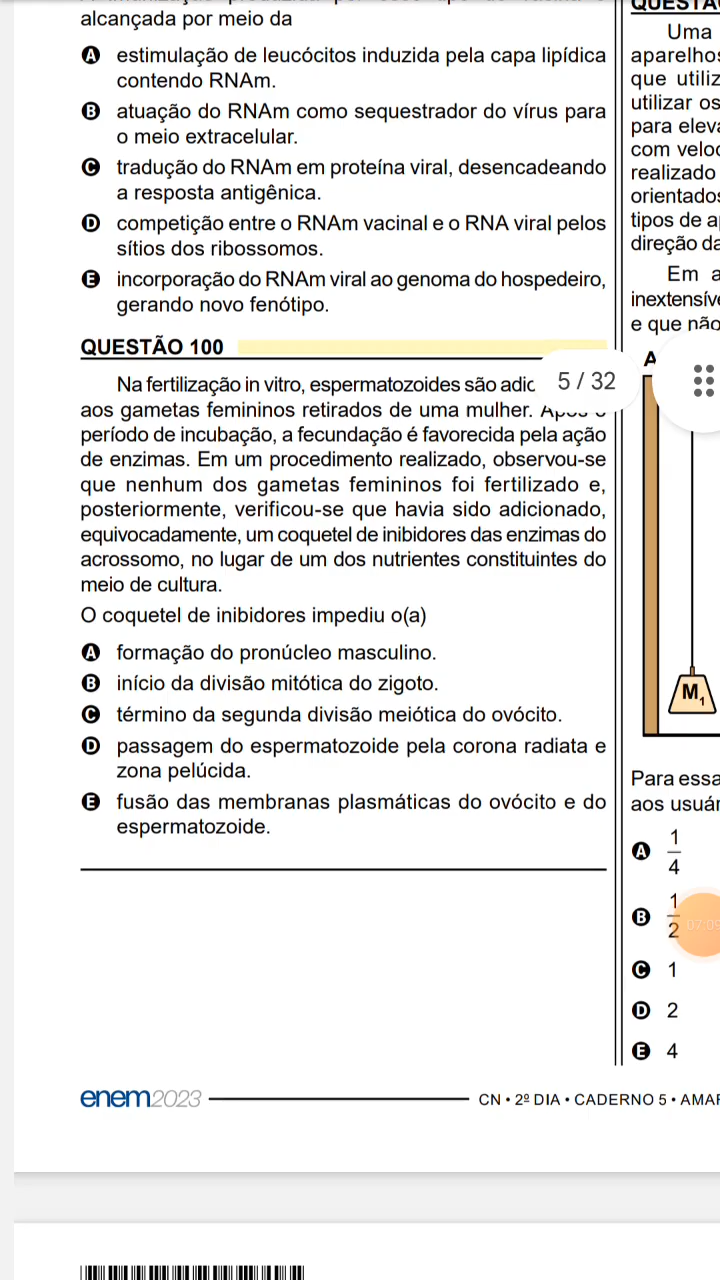 alcançada por meio da
A estimulação de leucócitos induzida pela capa lipídica
contendo RNAm.
B atuação do RNAm como sequestrador do vírus para
o meio extracelular.
C tradução do RNAm em proteína viral, desencadeando
a resposta antigênica.
D competição entre o RNAm vacinal e o RNA viral pelos
sítios dos ribossomos.
E incorporação do RNAm viral ao genoma do hospedeiro,
gerando novo fenótipo.
QUESTÃO 100
Na fertilização in vitro, espermatozoides são adic
5 / 32
aos gametas femininos retirados de uma mulher. Após o
período de incubação, a fecundação é favorecida pela ação
de enzimas. Em um procedimento realizado, observou-se
que nenhum dos gametas femininos foi fertilizado e,
posteriormente, verificou-se que havia sido adicionado,
equivocadamente, um coquetel de inibidores das enzimas do
acrossomo, no lugar de um dos nutrientes constituintes do
meio de cultura.
O coquetel de inibidores impediu o(a)
A formação do pronúcleo masculino.
B início da divisão mitótica do zigoto.
C término da segunda divisão meiótica do ovócito.
D passagem do espermatozoide pela corona radiata e
zona pelúcida.
E fusão das membranas plasmáticas do ovócito e do
espermatozoide.
Uma
aparelhos
que utiliz
utilizar os
para eleva
com veloc
realizado
orientados
tipos de a
direção da
Em a
inextensíve
e que não
A
M1
Para essa
aos usuár
A 1/4
B 1/2
07:09
C 1
D 2
E 4
enem2023
CN • 2º DIA • CADERNO 5 • AMAR